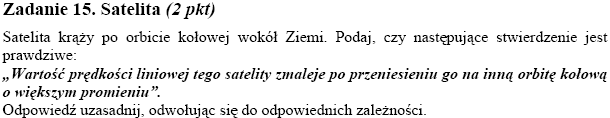 Zadanie 15. Satelita (2 pkt)
Satelita krąży po orbicie kołowej wokół Ziemi. Podaj, czy następujące stwierdzenie jest
prawdziwe:
„Wartość prędkości liniowej tego satelity zmaleje po przeniesieniu go na inną orbitę kołową
o większym promieniu”.
Odpowiedź uzasadnij, odwołując się do odpowiednich zależności.